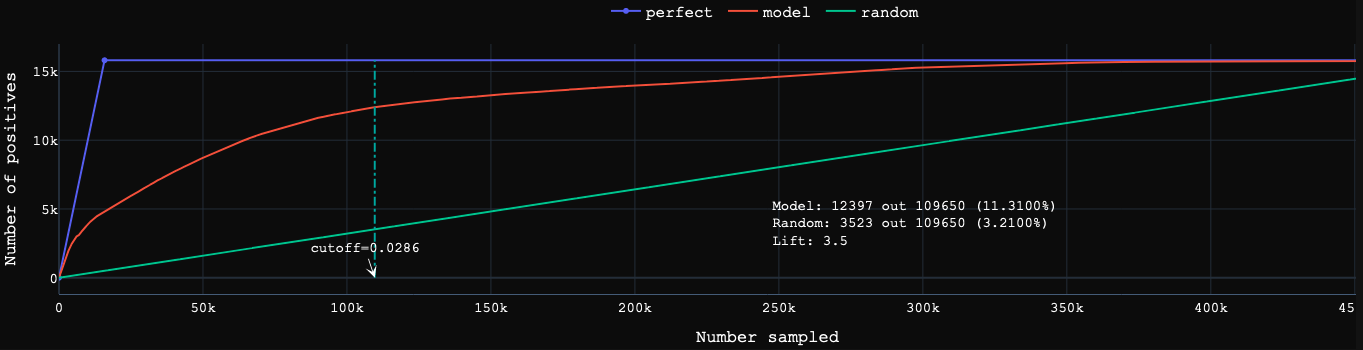 perfect model random
Number of positives
15k
10k
5k
0
Model: 12397 out 109650 (11.3100%)
Random: 3523 out 109650 (3.2100%)
Lift: 3.5
cutoff=0.0286
0 50k 100k 150k 200k 250k 300k 350k 400k 45
Number sampled